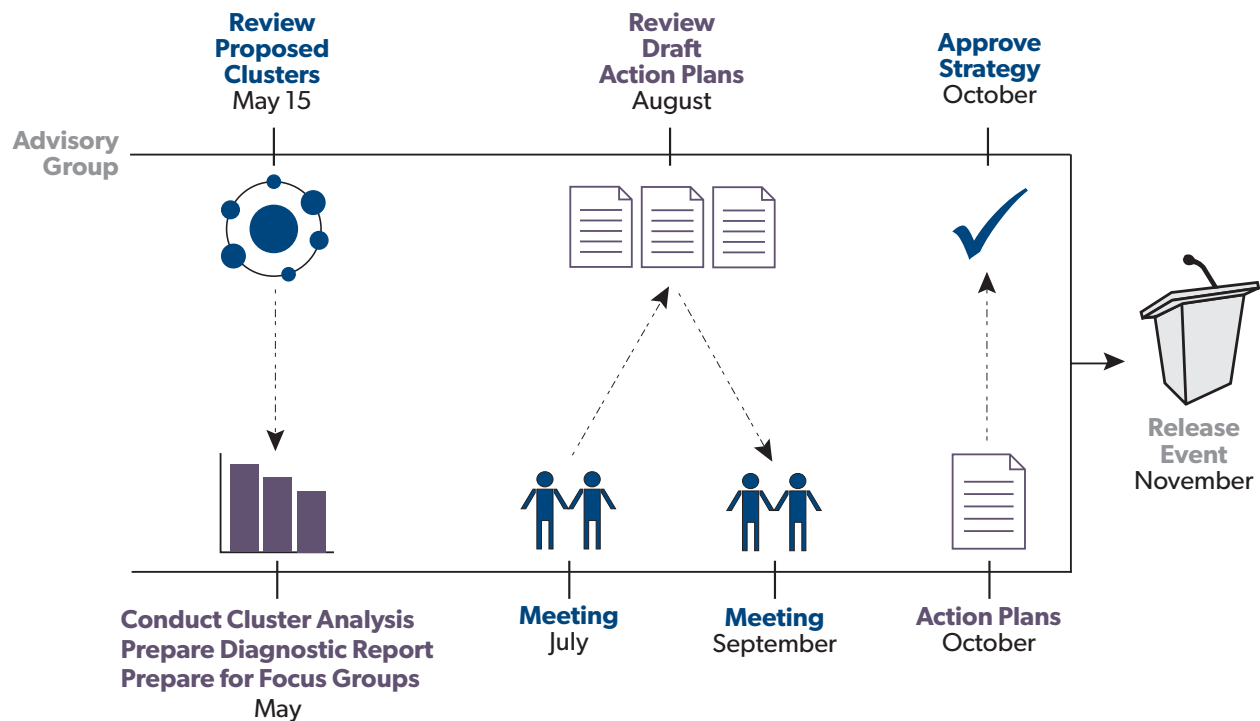 Review
Proposed
Clusters
May 15
Review
Draft
Action Plans
August
Approve
Strategy
October
Advisory
Group
Release
Event
November
Conduct Cluster Analysis
Prepare Diagnostic Report
Prepare for Focus Groups
May
Meeting
July
Meeting
September
Action Plans
October